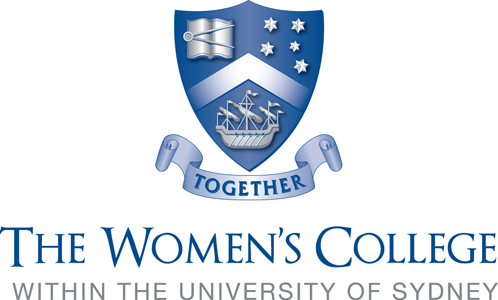 TOGETHER
THE WOMEN'S COLLEGE
WITHIN THE UNIVERSITY OF SYDNEY